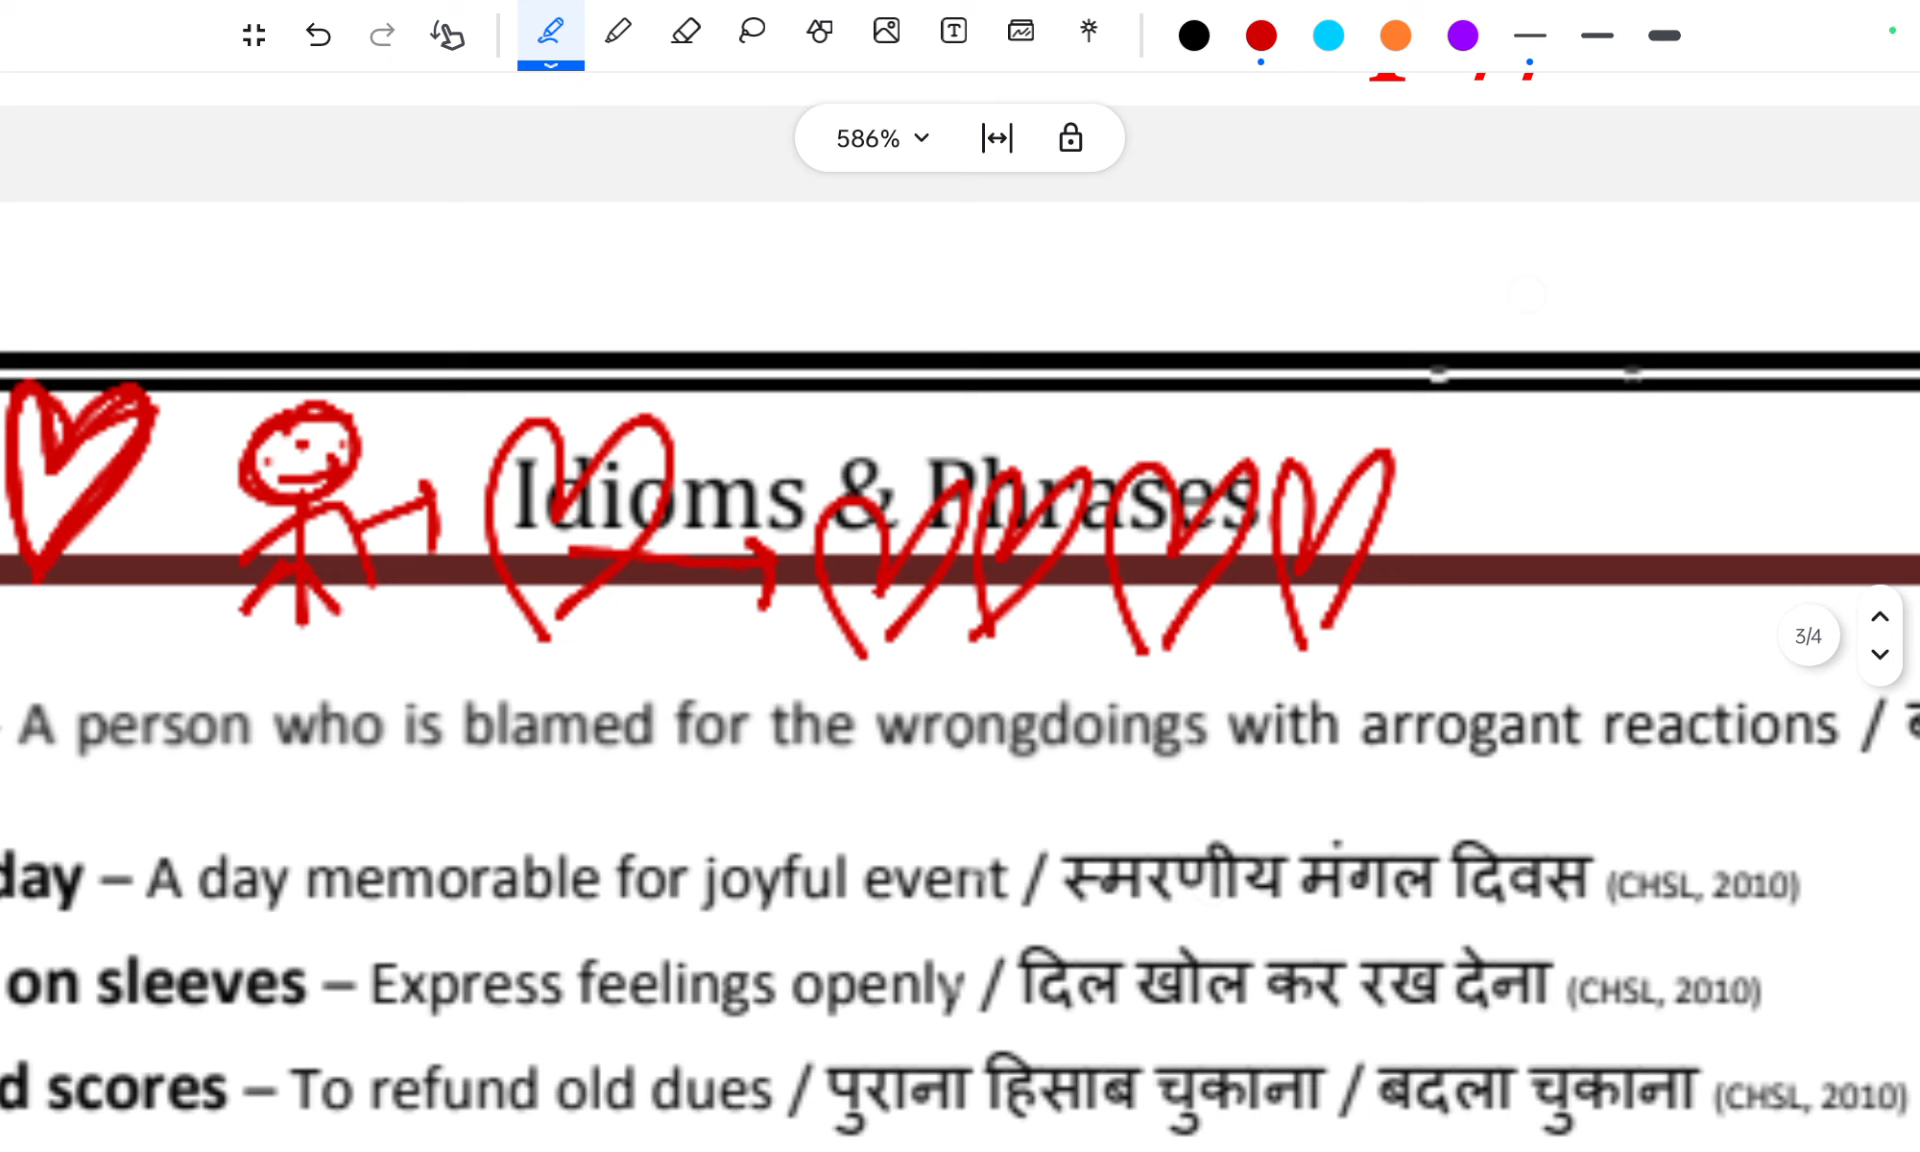 586%
Idioms & Phrases
3/4
A person who is blamed for the wrongdoings with arrogant reactions /
day – A day memorable for joyful event / स्मरणीय मंगल दिवस (CHSL, 2010)
on sleeves – Express feelings openly / दिल खोल कर रख देना (CHSL, 2010)
d scores – To refund old dues / पुराना हिसाब चुकाना / बदला चुकाना (CHSL, 2010)